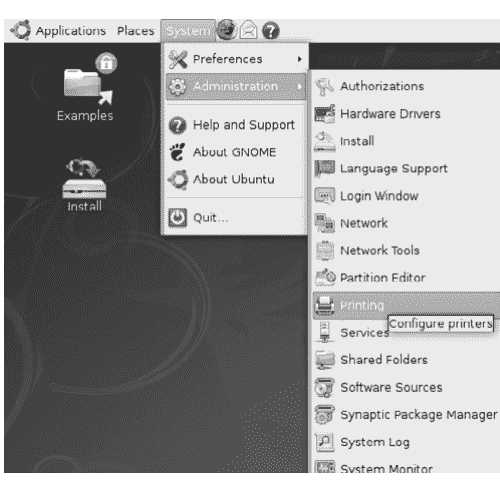 Applications Places System
Preferences
Administration
Help and Support
About GNOME
About Ubuntu
Quit...
Examples
Install
Authorizations
Hardware Drivers
Install
Language Support
Login Window
Network
Network Tools
Partition Editor
Printing
Configure printers
Services
Shared Folders
Software Sources
Synaptic Package Manager
System Log
System Monitor